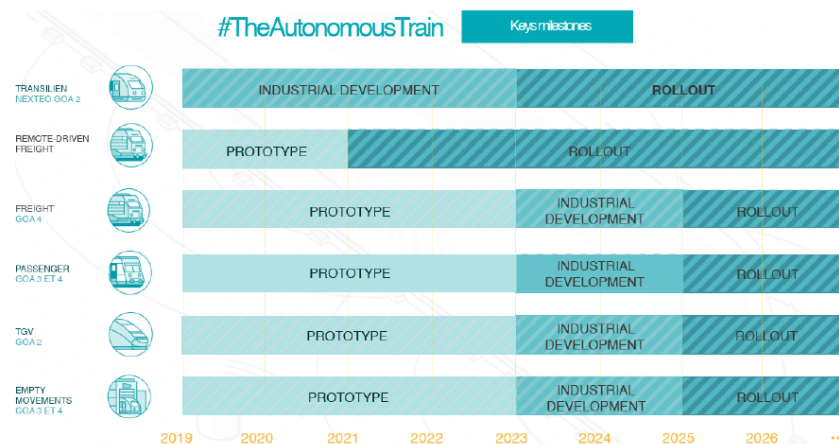 #TheAutonomousTrain
Keys milestones
TRANSILIEN
NEXTEO GOA 2
INDUSTRIAL DEVELOPMENT
ROLLOUT
REMOTE-DRIVEN
FREIGHT
PROTOTYPE
ROLLOUT
FREIGHT
GOA 4
PROTOTYPE
INDUSTRIAL
DEVELOPMENT
ROLLOUT
PASSENGER
GOA 3 ET 4
PROTOTYPE
INDUSTRIAL
DEVELOPMENT
ROLLOUT
TGV
GOA 2
PROTOTYPE
INDUSTRIAL
DEVELOPMENT
ROLLOUT
EMPTY
MOVEMENTS
GOA 3 ET 4
PROTOTYPE
INDUSTRIAL
DEVELOPMENT
ROLLOUT
2019 2020 2021 2022 2023 2024 2025 2026 ...